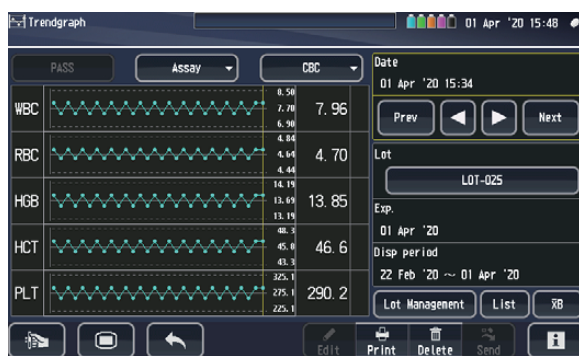 Trendgraph
01 Apr '20 15:48
PASS
Assay
CBC
WBC
8.50
7.70
6.90
7.96
RBC
4.84
4.64
4.44
4.70
HGB
14.19
13.69
13.19
13.85
HCT
48.3
45.8
43.3
46.6
PLT
325.1
275.1
225.1
290.2
Date
01 Apr '20 15:34
Prev
Next
Lot
LOT-025
Exp.
01 Apr '20
Disp period
22 Feb '20 ~ 01 Apr '20
Lot Management
List
X̄B
Edit
Print
Delete
Send